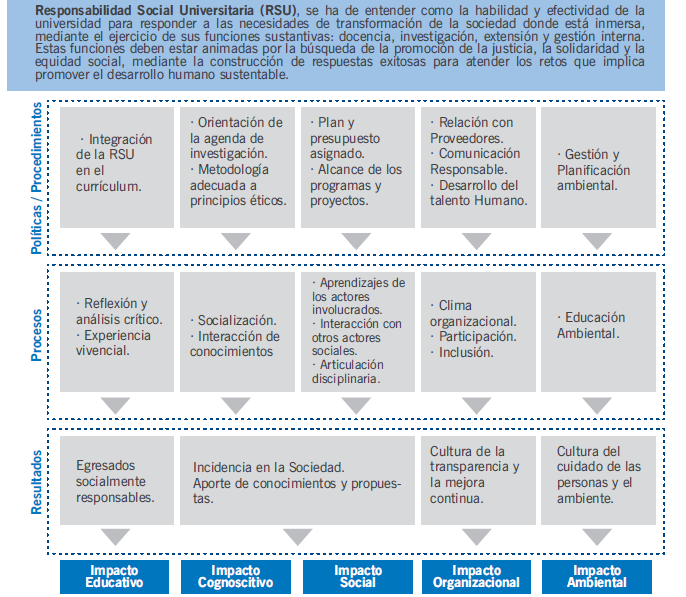 Responsabilidad Social Universitaria (RSU), se ha de entender como la habilidad y efectividad de la
universidad para responder a las necesidades de transformación de la sociedad donde está inmersa,
mediante el ejercicio de sus funciones sustantivas: docencia, investigación, extensión y gestión interna.
Estas funciones deben estar animadas por la búsqueda de la promoción de la justicia, la solidaridad y la
equidad social, mediante la construcción de respuestas exitosas para atender los retos que implica
promover el desarrollo humano sustentable.
Políticas / Procedimientos
· Integración
de la RSU
en el
currículum.
· Orientación de
la agenda de
investigación.
· Metodología
adecuada a
principios éticos.
· Plan y
presupuesto
asignado.
· Alcance de los
programas y
proyectos.
· Relación con
Proveedores.
· Comunicación
Responsable.
· Desarrollo del
talento Humano.
· Gestión y
Planificación
ambiental.
Procesos
· Reflexión y
análisis crítico.
· Experiencia
vivencial.
· Socialización.
· Interacción de
conocimientos
· Aprendizajes de
los actores
involucrados.
· Interacción con
otros actores
sociales.
· Articulación
disciplinaria.
· Clima
organizacional.
· Participación.
· Inclusión.
· Educación
Ambiental.
Resultados
Egresados
socialmente
responsables.
Incidencia en la Sociedad.
Aporte de conocimientos y propues-
tas.
Cultura de la
transparencia y
la mejora
continua.
Cultura del
cuidado de las
personas y el
ambiente.
Impacto
Educativo
Impacto
Cognoscitivo
Impacto
Social
Impacto
Organizacional
Impacto
Ambiental